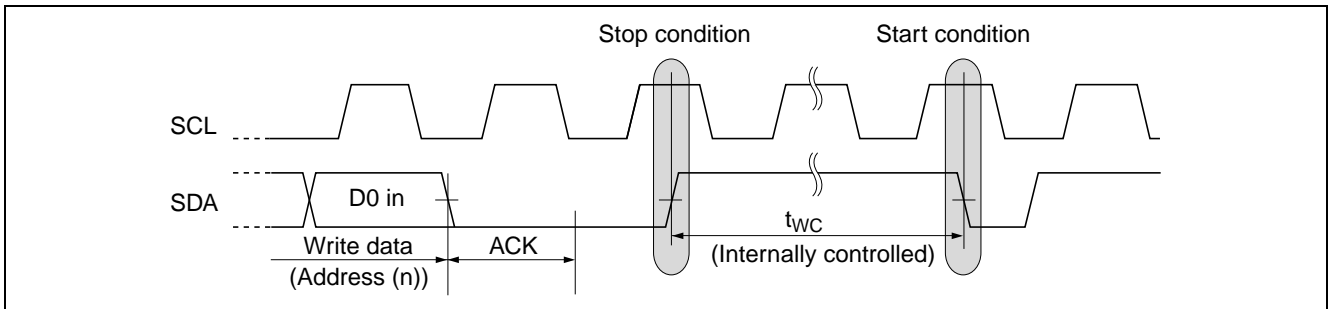 Stop condition Start condition
SCL
SDA D0 in
tWC
Write data ACK (Internally controlled)
(Address (n))